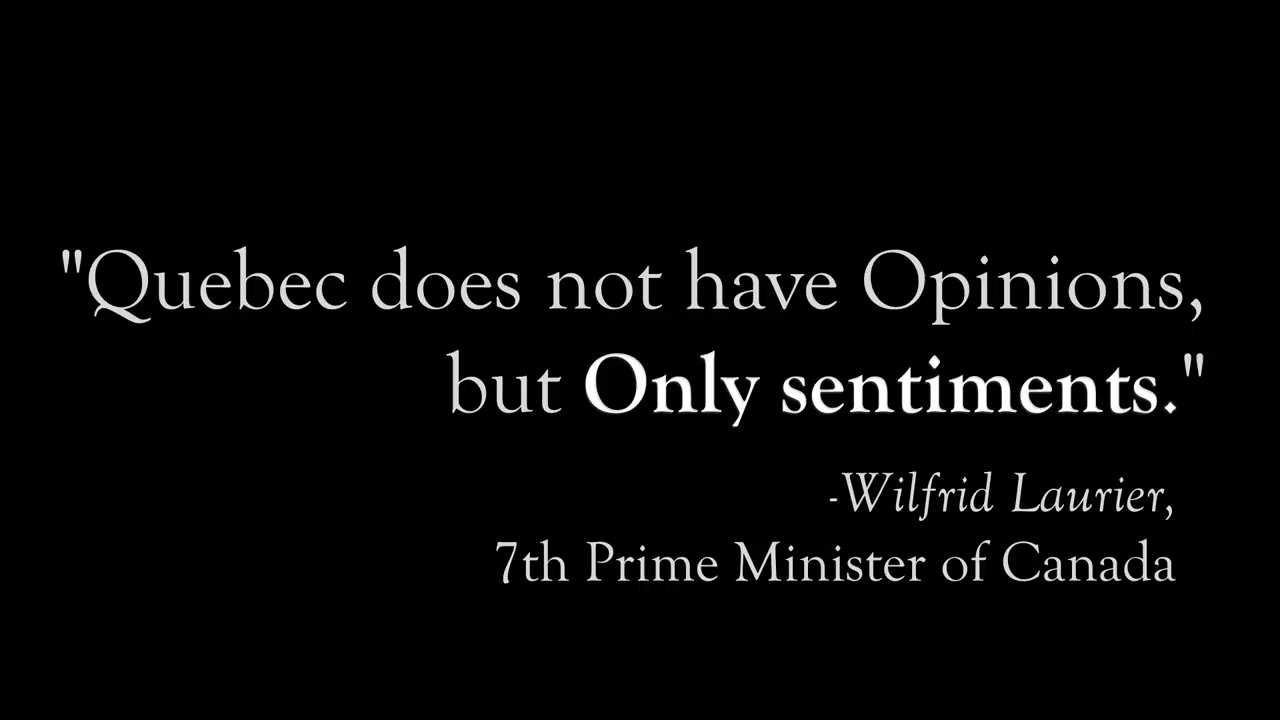 "Quebec does not have Opinions,
but Only sentiments."
-Wilfrid Laurier,
7th Prime Minister of Canada